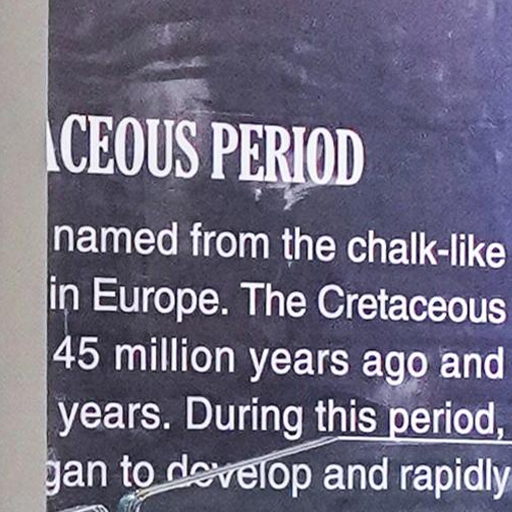 ACEOUS PERIOD
named from the chalk-like
in Europe. The Cretaceous
45 million years ago and
years. During this period,
gan to develop and rapidly